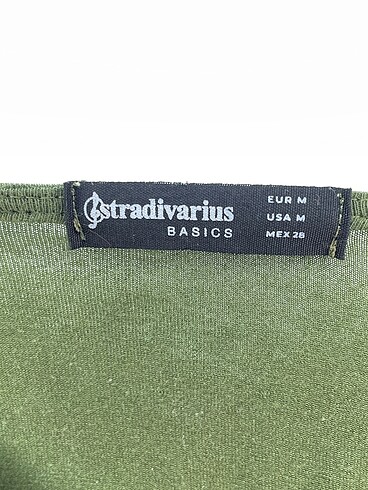 stradivarius
BASICS
EUR M
USA M
MEX 28